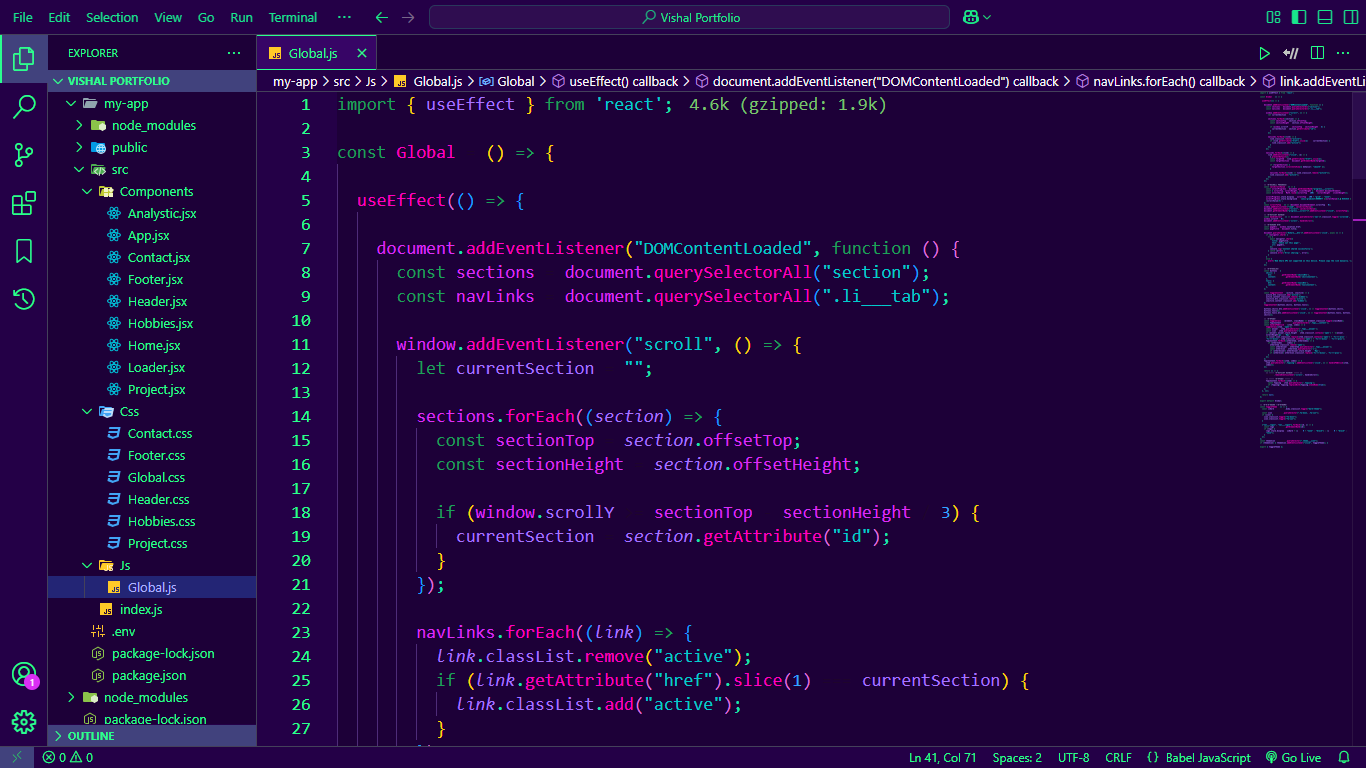 File Edit Selection View Go Run Terminal ··· Vishal Portfolio
EXPLORER ···
VISHAL PORTFOLIO
my-app
node_modules
public
src
Components
Analystic.jsx
App.jsx
Contact.jsx
Footer.jsx
Header.jsx
Hobbies.jsx
Home.jsx
Loader.jsx
Project.jsx
Css
Contact.css
Footer.css
Global.css
Header.css
Hobbies.css
Project.css
Js
JS Global.js
JS index.js
.env
package-lock.json
package.json
node_modules
package-lock.json
OUTLINE
1
JS Global.js ×
my-app > src > Js > JS Global.js > Global > useEffect() callback > document.addEventListener("DOMContentLoaded") callback > navLinks.forEach() callback > link.addEventLi
1 import { useEffect } from 'react'; 4.6k (gzipped: 1.9k)
2
3 const Global () => {
4
5 useEffect(() => {
6
7 document.addEventListener("DOMContentLoaded", function () {
8 const sections document.querySelectorAll("section");
9 const navLinks document.querySelectorAll(".li___tab");
10
11 window.addEventListener("scroll", () => {
12 let currentSection "";
13
14 sections.forEach((section) => {
15 const sectionTop section.offsetTop;
16 const sectionHeight section.offsetHeight;
17
18 if (window.scrollY sectionTop sectionHeight 3) {
19 currentSection section.getAttribute("id");
20 }
21 });
22
23 navLinks.forEach((link) => {
24 link.classList.remove("active");
25 if (link.getAttribute("href").slice(1) currentSection) {
26 link.classList.add("active");
27 }
0 0 Ln 41, Col 71 Spaces: 2 UTF-8 CRLF {} Babel JavaScript Go Live